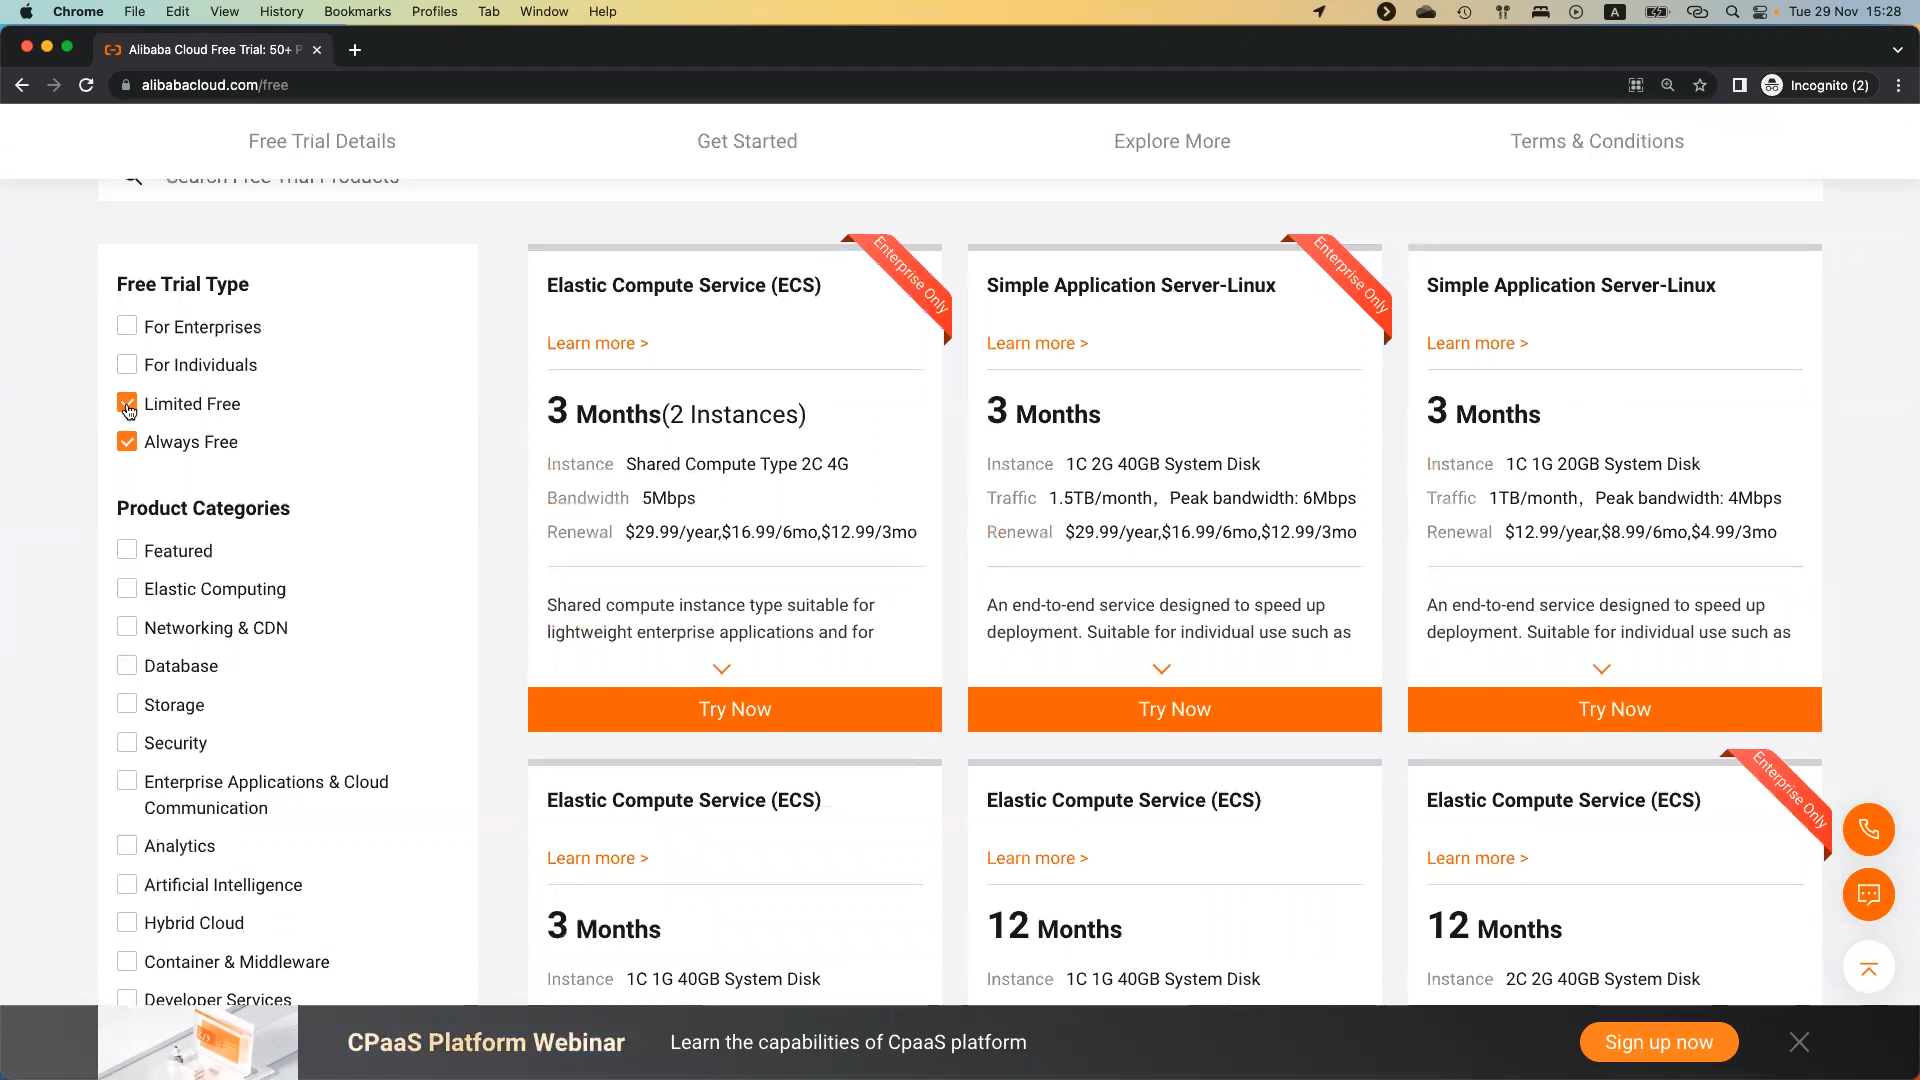 Chrome File Edit View History Bookmarks Profiles Tab Window Help A Tue 29 Nov 15:28
Alibaba Cloud Free Trial: 50+ P
alibabacloud.com/free Incognito (2)
Free Trial Details Get Started Explore More Terms & Conditions
Search Free Trial Products
Free Trial Type
For Enterprises
For Individuals
Limited Free
Always Free
Product Categories
Featured
Elastic Computing
Networking & CDN
Database
Storage
Security
Enterprise Applications & Cloud
Communication
Analytics
Artificial Intelligence
Hybrid Cloud
Container & Middleware
Developer Services
Elastic Compute Service (ECS)
Enterprise Only
Learn more >
3 Months(2 Instances)
Instance Shared Compute Type 2C 4G
Bandwidth 5Mbps
Renewal $29.99/year,$16.99/6mo,$12.99/3mo
Shared compute instance type suitable for
lightweight enterprise applications and for
Try Now
Simple Application Server-Linux
Enterprise Only
Learn more >
3 Months
Instance 1C 2G 40GB System Disk
Traffic 1.5TB/month, Peak bandwidth: 6Mbps
Renewal $29.99/year,$16.99/6mo,$12.99/3mo
An end-to-end service designed to speed up
deployment. Suitable for individual use such as
Try Now
Simple Application Server-Linux
Learn more >
3 Months
Instance 1C 1G 20GB System Disk
Traffic 1TB/month, Peak bandwidth: 4Mbps
Renewal $12.99/year,$8.99/6mo,$4.99/3mo
An end-to-end service designed to speed up
deployment. Suitable for individual use such as
Try Now
Elastic Compute Service (ECS)
Learn more >
3 Months
Instance 1C 1G 40GB System Disk
Elastic Compute Service (ECS)
Learn more >
12 Months
Instance 1C 1G 40GB System Disk
Elastic Compute Service (ECS)
Enterprise Only
Learn more >
12 Months
Instance 2C 2G 40GB System Disk
CPaaS Platform Webinar Learn the capabilities of CpaaS platform Sign up now